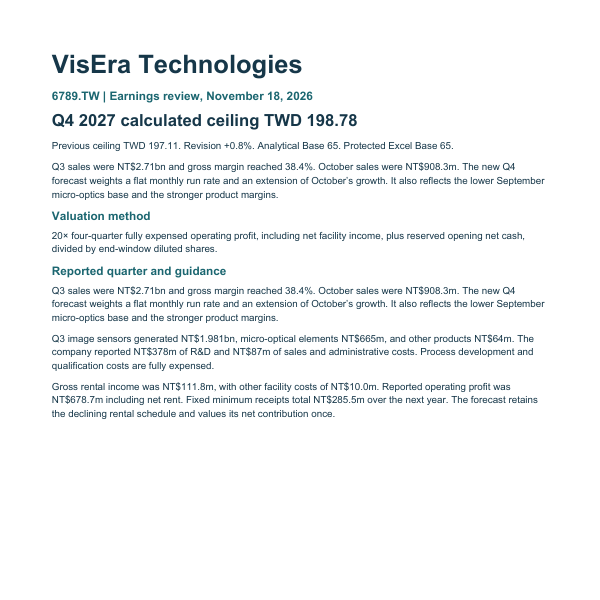 VisEra Technologies
6789.TW | Earnings review, November 18, 2026
Q4 2027 calculated ceiling TWD 198.78
Previous ceiling TWD 197.11. Revision +0.8%. Analytical Base 65. Protected Excel Base 65.
Q3 sales were NT$2.71bn and gross margin reached 38.4%. October sales were NT$908.3m. The new Q4
forecast weights a flat monthly run rate and an extension of October's growth. It also reflects the lower September
micro-optics base and the stronger product margins.
Valuation method
20× four-quarter fully expensed operating profit, including net facility income, plus reserved opening net cash,
divided by end-window diluted shares.
Reported quarter and guidance
Q3 sales were NT$2.71bn and gross margin reached 38.4%. October sales were NT$908.3m. The new Q4
forecast weights a flat monthly run rate and an extension of October's growth. It also reflects the lower September
micro-optics base and the stronger product margins.
Q3 image sensors generated NT$1.981bn, micro-optical elements NT$665m, and other products NT$64m. The
company reported NT$378m of R&D and NT$87m of sales and administrative costs. Process development and
qualification costs are fully expensed.
Gross rental income was NT$111.8m, with other facility costs of NT$10.0m. Reported operating profit was
NT$678.7m including net rent. Fixed minimum receipts total NT$285.5m over the next year. The forecast retains
the declining rental schedule and values its net contribution once.